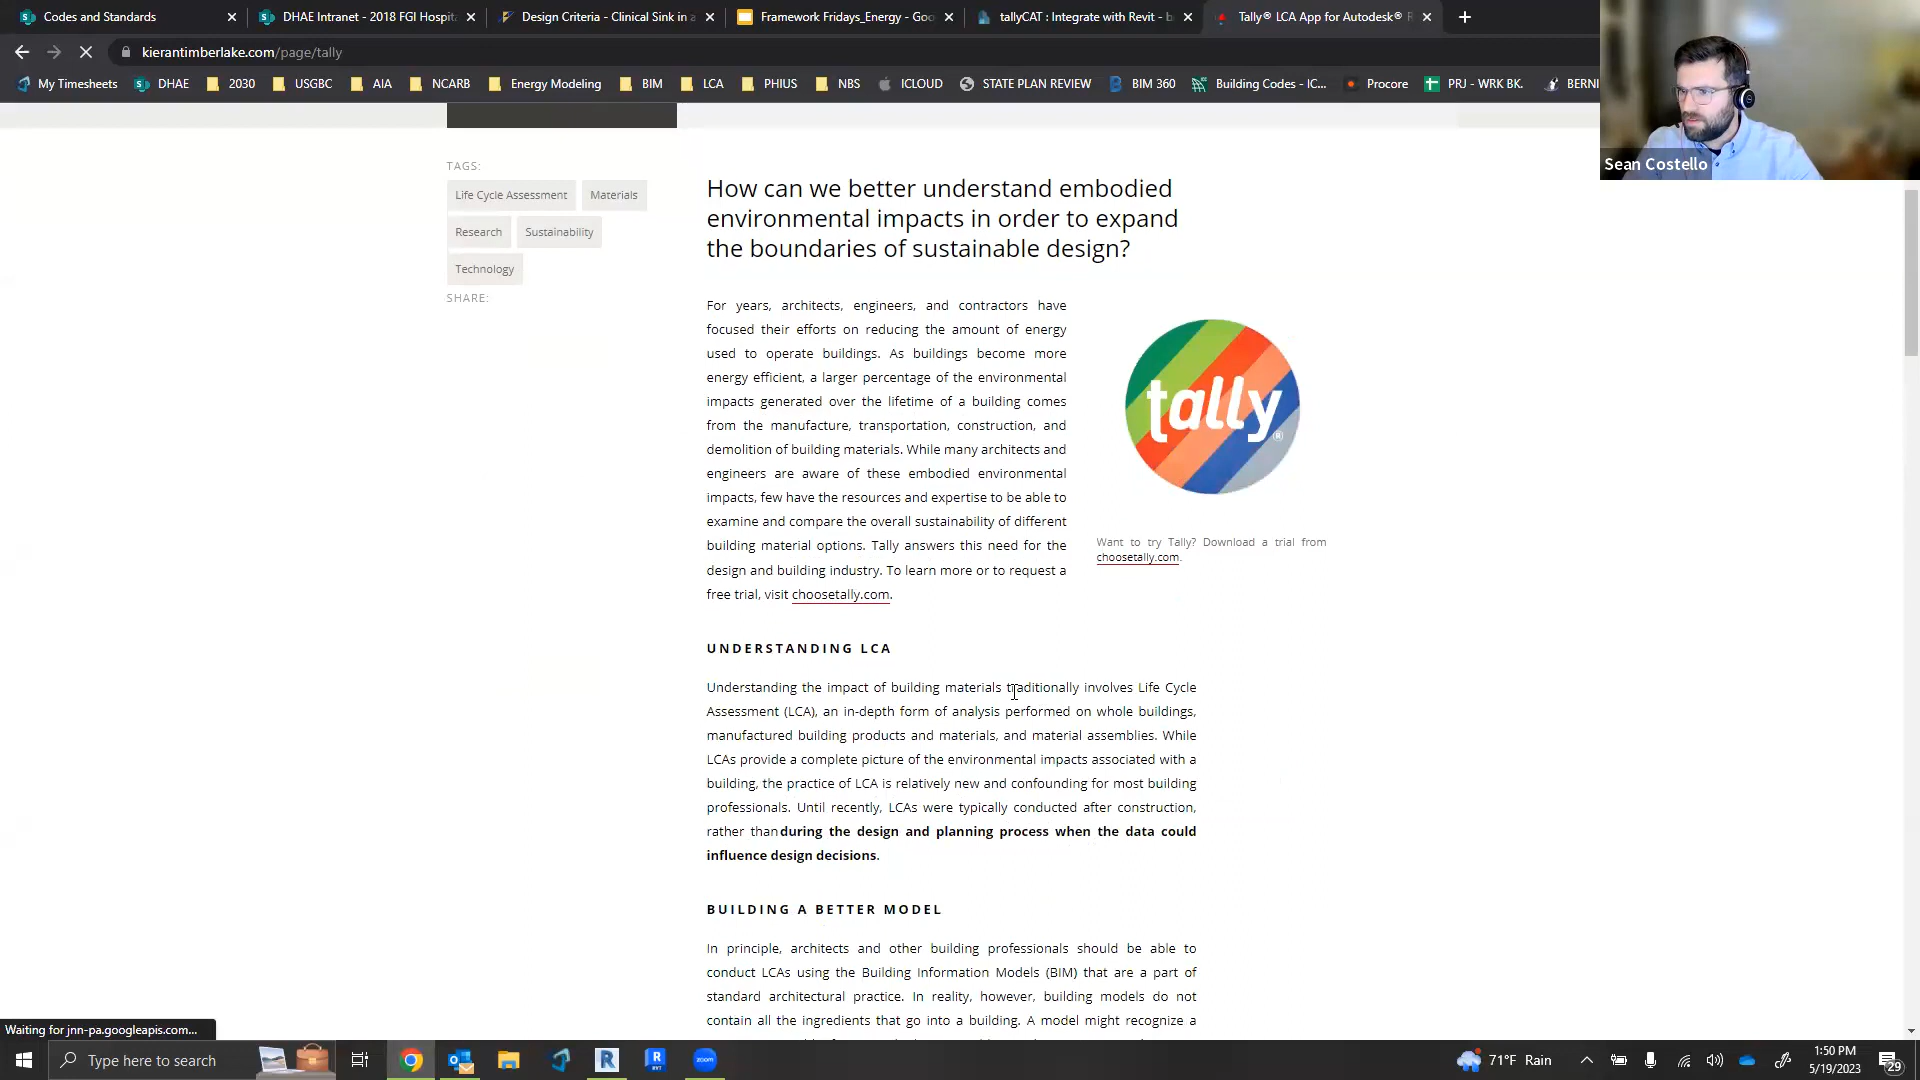 Codes and Standards
DHAE Intranet - 2018 FGI Hospita
Design Criteria - Clinical Sink in a
Framework Fridays_Energy - Goo
tallyCAT : Integrate with Revit - b
Tally® LCA App for Autodesk® R
kierantimberlake.com/page/tally
My Timesheets
DHAE
2030
USGBC
AIA
NCARB
Energy Modeling
BIM
LCA
PHIUS
NBS
ICLOUD
STATE PLAN REVIEW
BIM 360
Building Codes - IC...
Procore
PRJ - WRK BK.
BERNI
Sean Costello
TAGS:
Life Cycle Assessment
Materials
Research
Sustainability
Technology
SHARE:
How can we better understand embodied
environmental impacts in order to expand
the boundaries of sustainable design?
For years, architects, engineers, and contractors have
focused their efforts on reducing the amount of energy
used to operate buildings. As buildings become more
energy efficient, a larger percentage of the environmental
impacts generated over the lifetime of a building comes
from the manufacture, transportation, construction, and
demolition of building materials. While many architects and
engineers are aware of these embodied environmental
impacts, few have the resources and expertise to be able to
examine and compare the overall sustainability of different
building material options. Tally answers this need for the
design and building industry. To learn more or to request a
free trial, visit choosetally.com.
tally®
Want to try Tally? Download a trial from
choosetally.com.
UNDERSTANDING LCA
Understanding the impact of building materials traditionally involves Life Cycle
Assessment (LCA), an in-depth form of analysis performed on whole buildings,
manufactured building products and materials, and material assemblies. While
LCAs provide a complete picture of the environmental impacts associated with a
building, the practice of LCA is relatively new and confounding for most building
professionals. Until recently, LCAs were typically conducted after construction,
rather than during the design and planning process when the data could
influence design decisions.
BUILDING A BETTER MODEL
In principle, architects and other building professionals should be able to
conduct LCAs using the Building Information Models (BIM) that are a part of
standard architectural practice. In reality, however, building models do not
contain all the ingredients that go into a building. A model might recognize a
Waiting for jnn-pa.googleapis.com...
Type here to search
R
R
RVT
zoom
71°F Rain
1:50 PM
5/19/2023
29